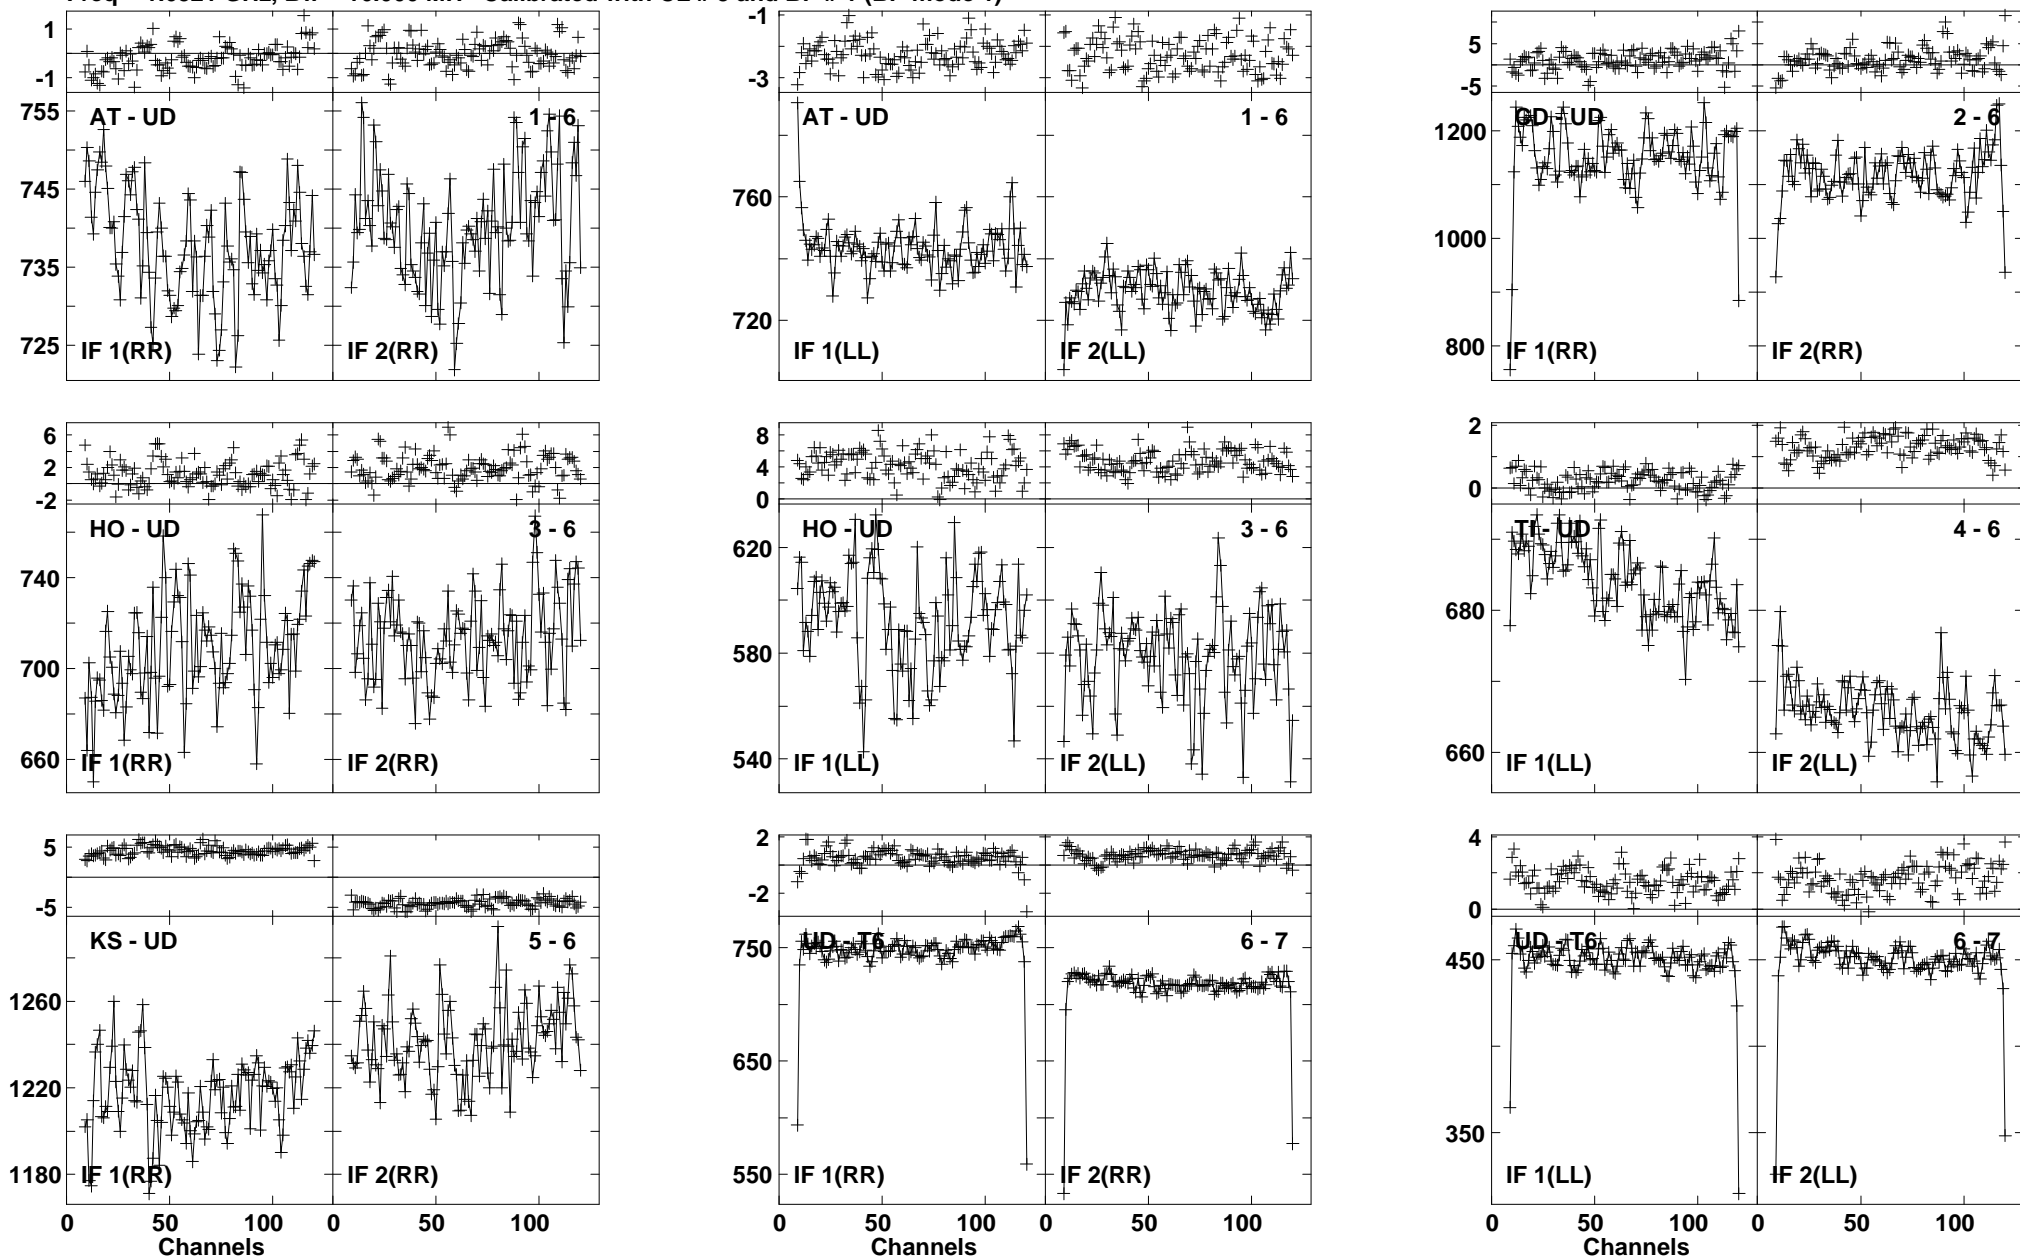 1 -1
AT - UD 1 - 6
755 745 735 725
IF 1(RR) IF 2(RR)
-1 -3
AT - UD 1 - 6
760 720
IF 1(LL) IF 2(LL)
5 -5
UD 2 - 6
1200 1000 800
IF 1(RR) IF 2(RR)
6 2 -2
HO - UD 3 - 6
740 700 660
IF 1(RR) IF 2(RR)
8 4 0
HO - UD 3 - 6
620 580 540
IF 1(LL) IF 2(LL)
2 0
TI - UD 4 - 6
680 660
IF 1(LL) IF 2(LL)
5 -5
KS - UD 5 - 6
1260 1220 1180
IF 1(RR) IF 2(RR)
0 100 0 50 100
Channels
2 -2
UD - T6 6 - 7
750 650 550
IF 1(RR) IF 2(RR)
0 50 100 0 50 100
Channels
4 2 0
UD - T6 6 - 7
450 350
IF 1(LL) IF 2(LL)
0 50 100 0 50 100
Channels